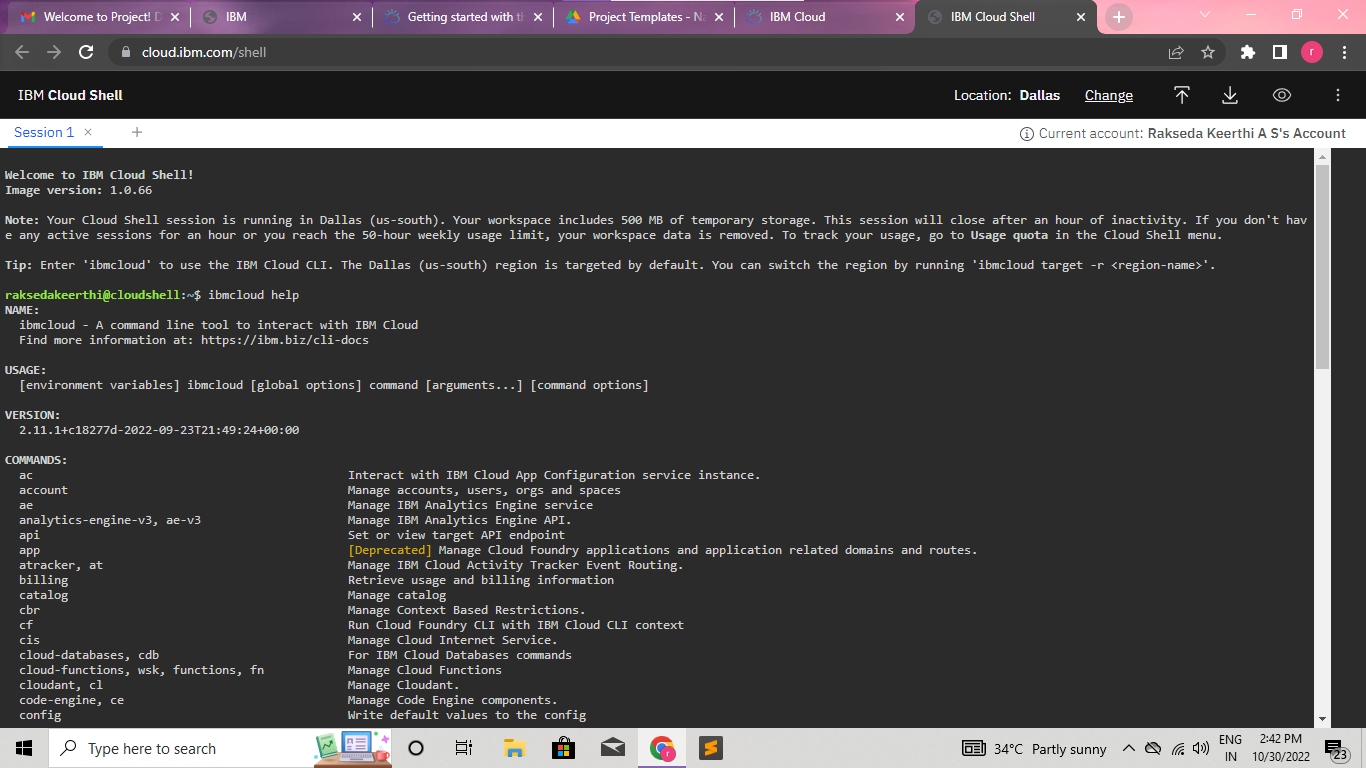 Welcome to Project! D
IBM
Getting started with th
Project Templates - Na
IBM Cloud
IBM Cloud Shell
cloud.ibm.com/shell
r
IBM Cloud Shell
Location: Dallas Change
Session 1
Current account: Rakseda Keerthi A S's Account
Welcome to IBM Cloud Shell!
Image version: 1.0.66
Note: Your Cloud Shell session is running in Dallas (us-south). Your workspace includes 500 MB of temporary storage. This session will close after an hour of inactivity. If you don't hav
e any active sessions for an hour or you reach the 50-hour weekly usage limit, your workspace data is removed. To track your usage, go to Usage quota in the Cloud Shell menu.
Tip: Enter 'ibmcloud' to use the IBM Cloud CLI. The Dallas (us-south) region is targeted by default. You can switch the region by running 'ibmcloud target -r <region-name>'.
raksedakeerthi@cloudshell:~$ ibmcloud help
NAME:
ibmcloud - A command line tool to interact with IBM Cloud
Find more information at: https://ibm.biz/cli-docs
USAGE:
[environment variables] ibmcloud [global options] command [arguments...] [command options]
VERSION:
2.11.1+c18277d-2022-09-23T21:49:24+00:00
COMMANDS:
ac Interact with IBM Cloud App Configuration service instance.
account Manage accounts, users, orgs and spaces
ae Manage IBM Analytics Engine service
analytics-engine-v3, ae-v3 Manage IBM Analytics Engine API.
api Set or view target API endpoint
app [Deprecated] Manage Cloud Foundry applications and application related domains and routes.
atracker, at Manage IBM Cloud Activity Tracker Event Routing.
billing Retrieve usage and billing information
catalog Manage catalog
cbr Manage Context Based Restrictions.
cf Run Cloud Foundry CLI with IBM Cloud CLI context
cis Manage Cloud Internet Service.
cloud-databases, cdb For IBM Cloud Databases commands
cloud-functions, wsk, functions, fn Manage Cloud Functions
cloudant, cl Manage Cloudant.
code-engine, ce Manage Code Engine components.
config Write default values to the config
Type here to search
34°C Partly sunny
ENG
IN
2:42 PM
10/30/2022
23